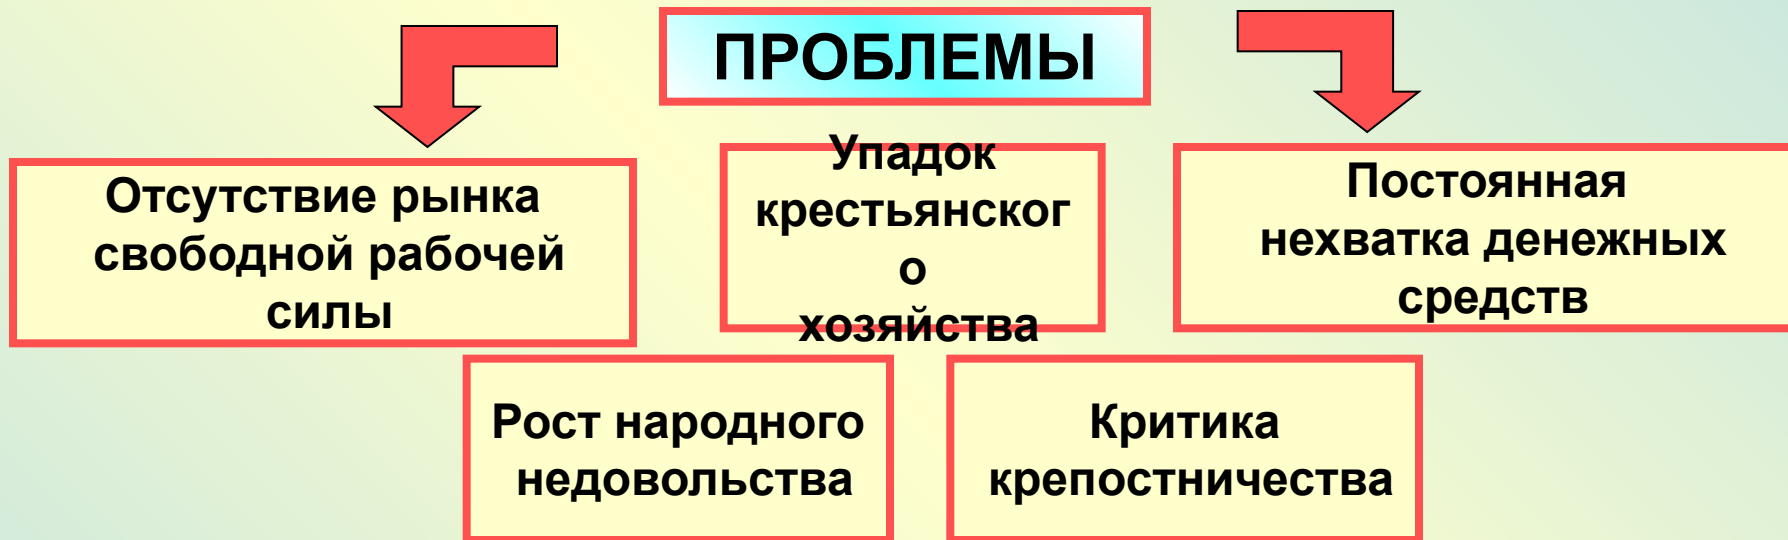 ПРОБЛЕМЫ
Отсутствие рынка
свободной рабочей
силы
Упадок
крестьянског
о
хозяйства
Постоянная
нехватка денежных
средств
Рост народного
недовольства
Критика
крепостничества